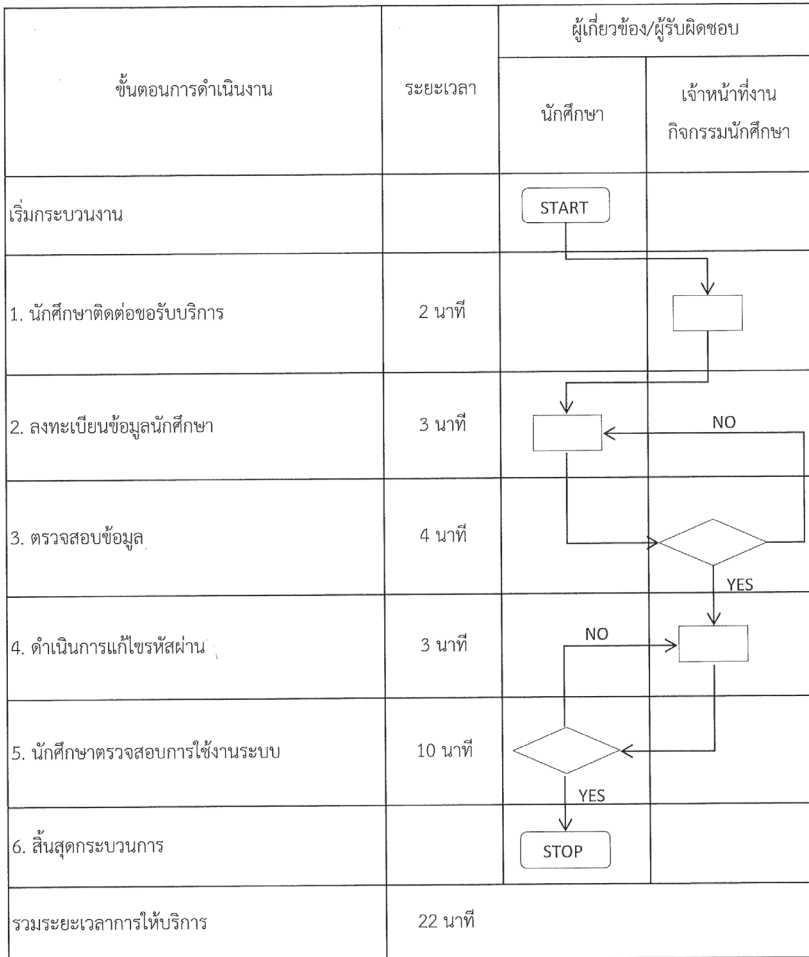 ขั้นตอนการดำเนินงาน
ระยะเวลา
ผู้เกี่ยวข้อง/ผู้รับผิดชอบ
นักศึกษา
เจ้าหน้าที่งาน
กิจกรรมนักศึกษา
เริ่มกระบวนงาน
START
1. นักศึกษาติดต่อขอรับบริการ
2 นาที
2. ลงทะเบียนข้อมูลนักศึกษา
3 นาที
NO
3. ตรวจสอบข้อมูล
4 นาที
YES
4. ดำเนินการแก้ไขรหัสผ่าน
3 นาที
NO
5. นักศึกษาตรวจสอบการใช้งานระบบ
10 นาที
YES
6. สิ้นสุดกระบวนการ
STOP
รวมระยะเวลาการให้บริการ
22 นาที